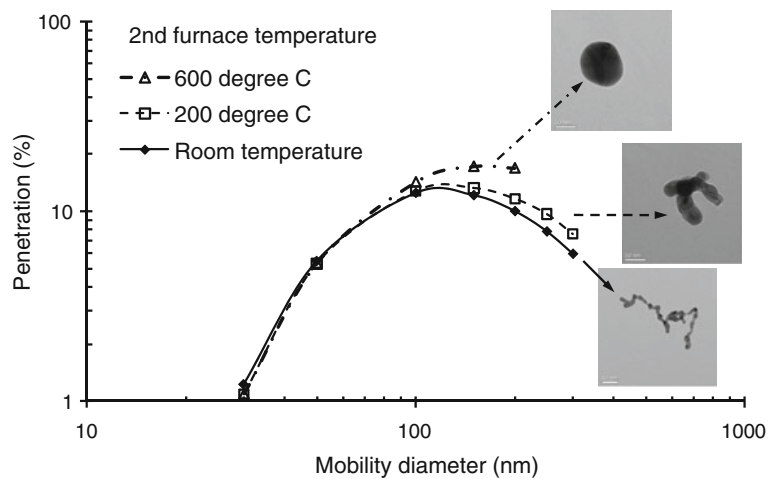 100
2nd furnace temperature
600 degree C
200 degree C
Room temperature
Penetration (%)
10
1
10
100
1000
Mobility diameter (nm)